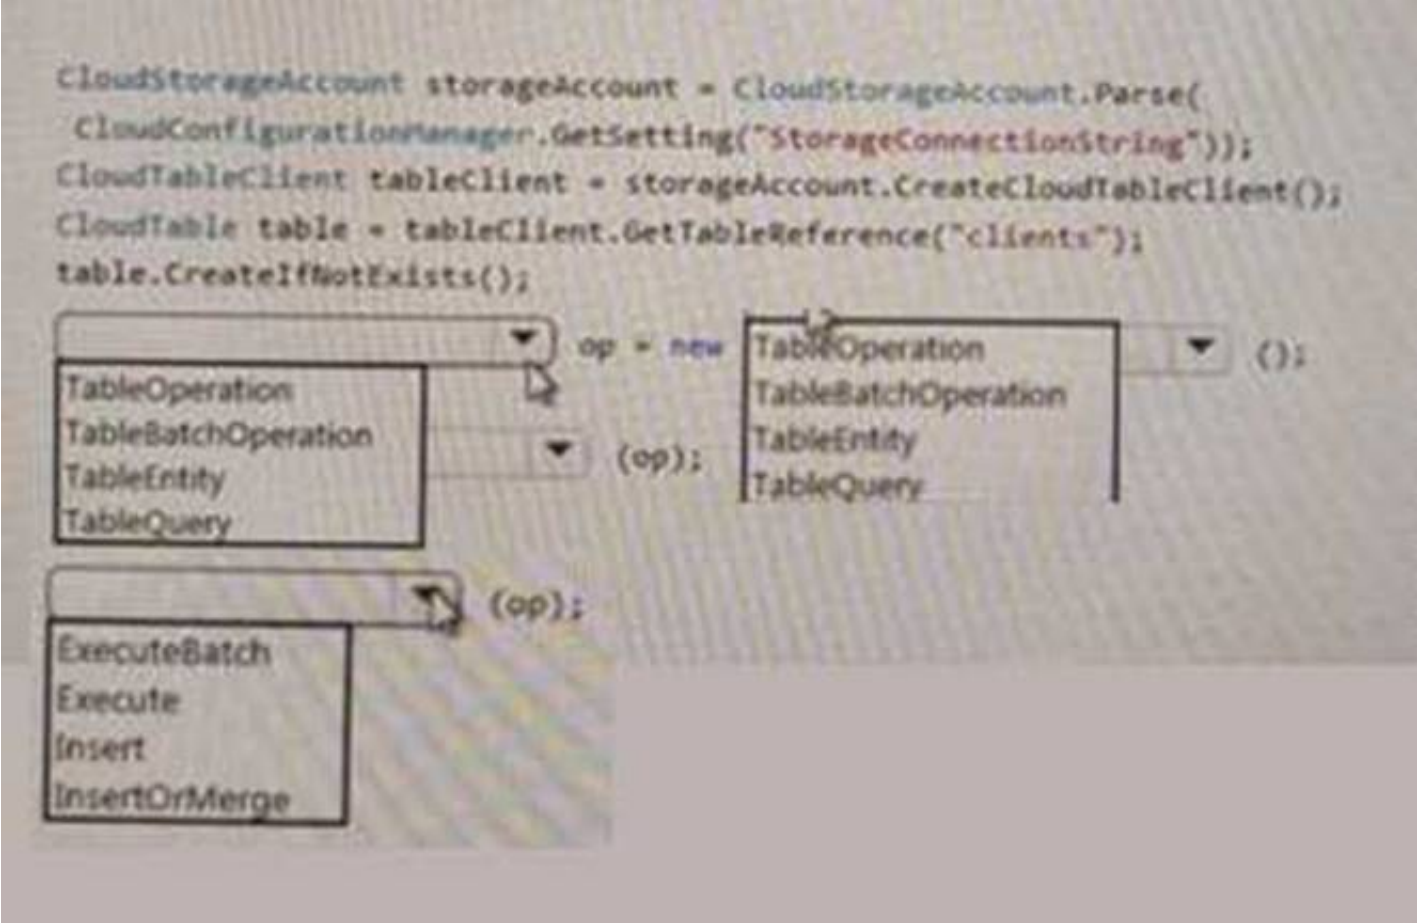 CloudStorageAccount storageAccount = CloudStorageAccount.Parse(
CloudConfigurationManager.GetSetting("StorageConnectionString"));
CloudTableClient tableClient = storageAccount.CreateCloudTableClient();
CloudTable table = tableClient.GetTableReference("clients");
table.CreateIfNotExists();
op = new
();
TableOperation
TableBatchOperation
TableEntity
TableQuery
(op);
TableOperation
TableBatchOperation
TableEntity
TableQuery
(op);
ExecuteBatch
Execute
Insert
InsertOrMerge